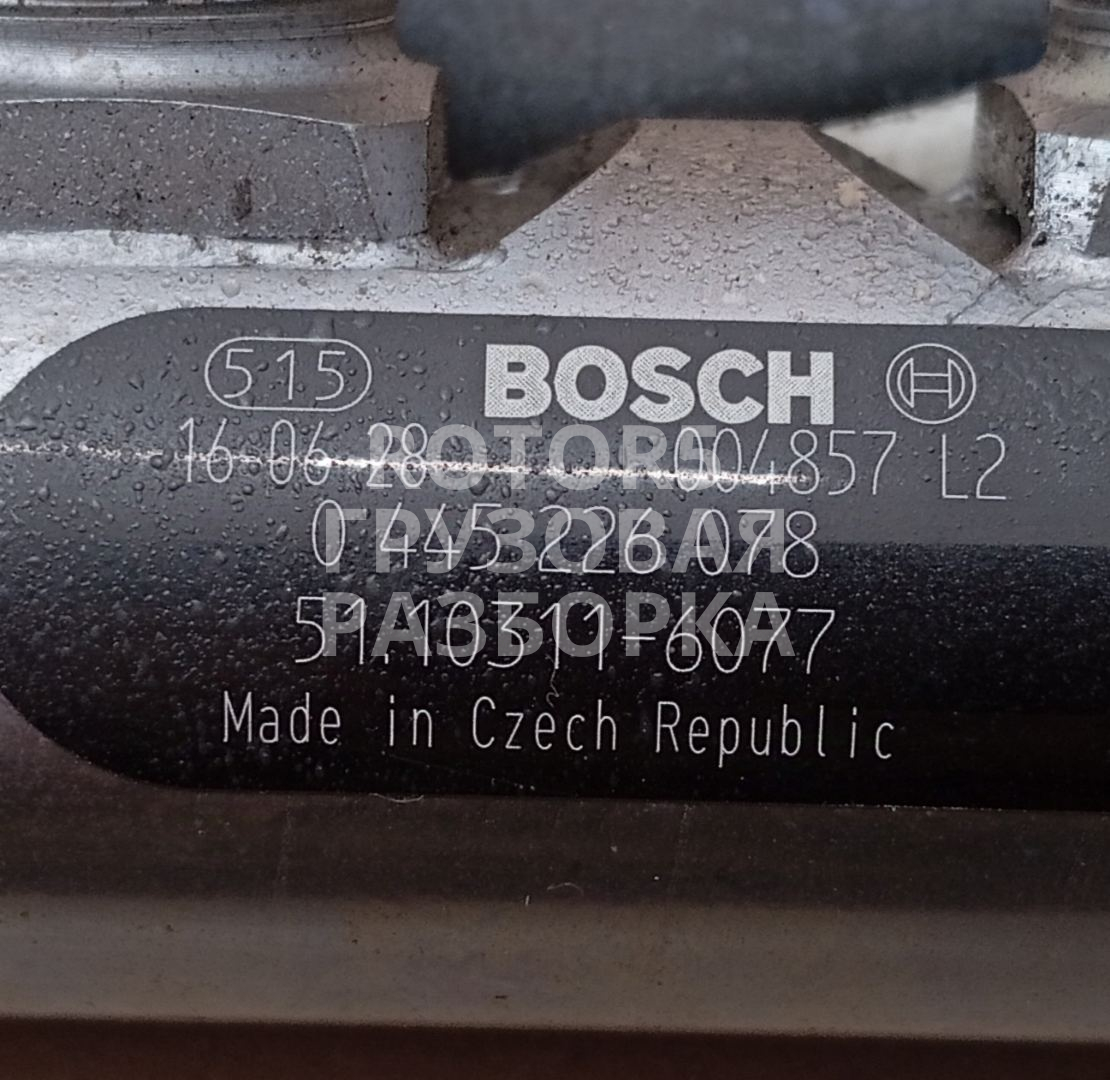 515 BOSCH
16 06 28 004857 L2
0 445 226 078
51.10311-6077
Made in Czech Republic
ROTORB
ГРУЗОВАЯ
РАЗБОРКА